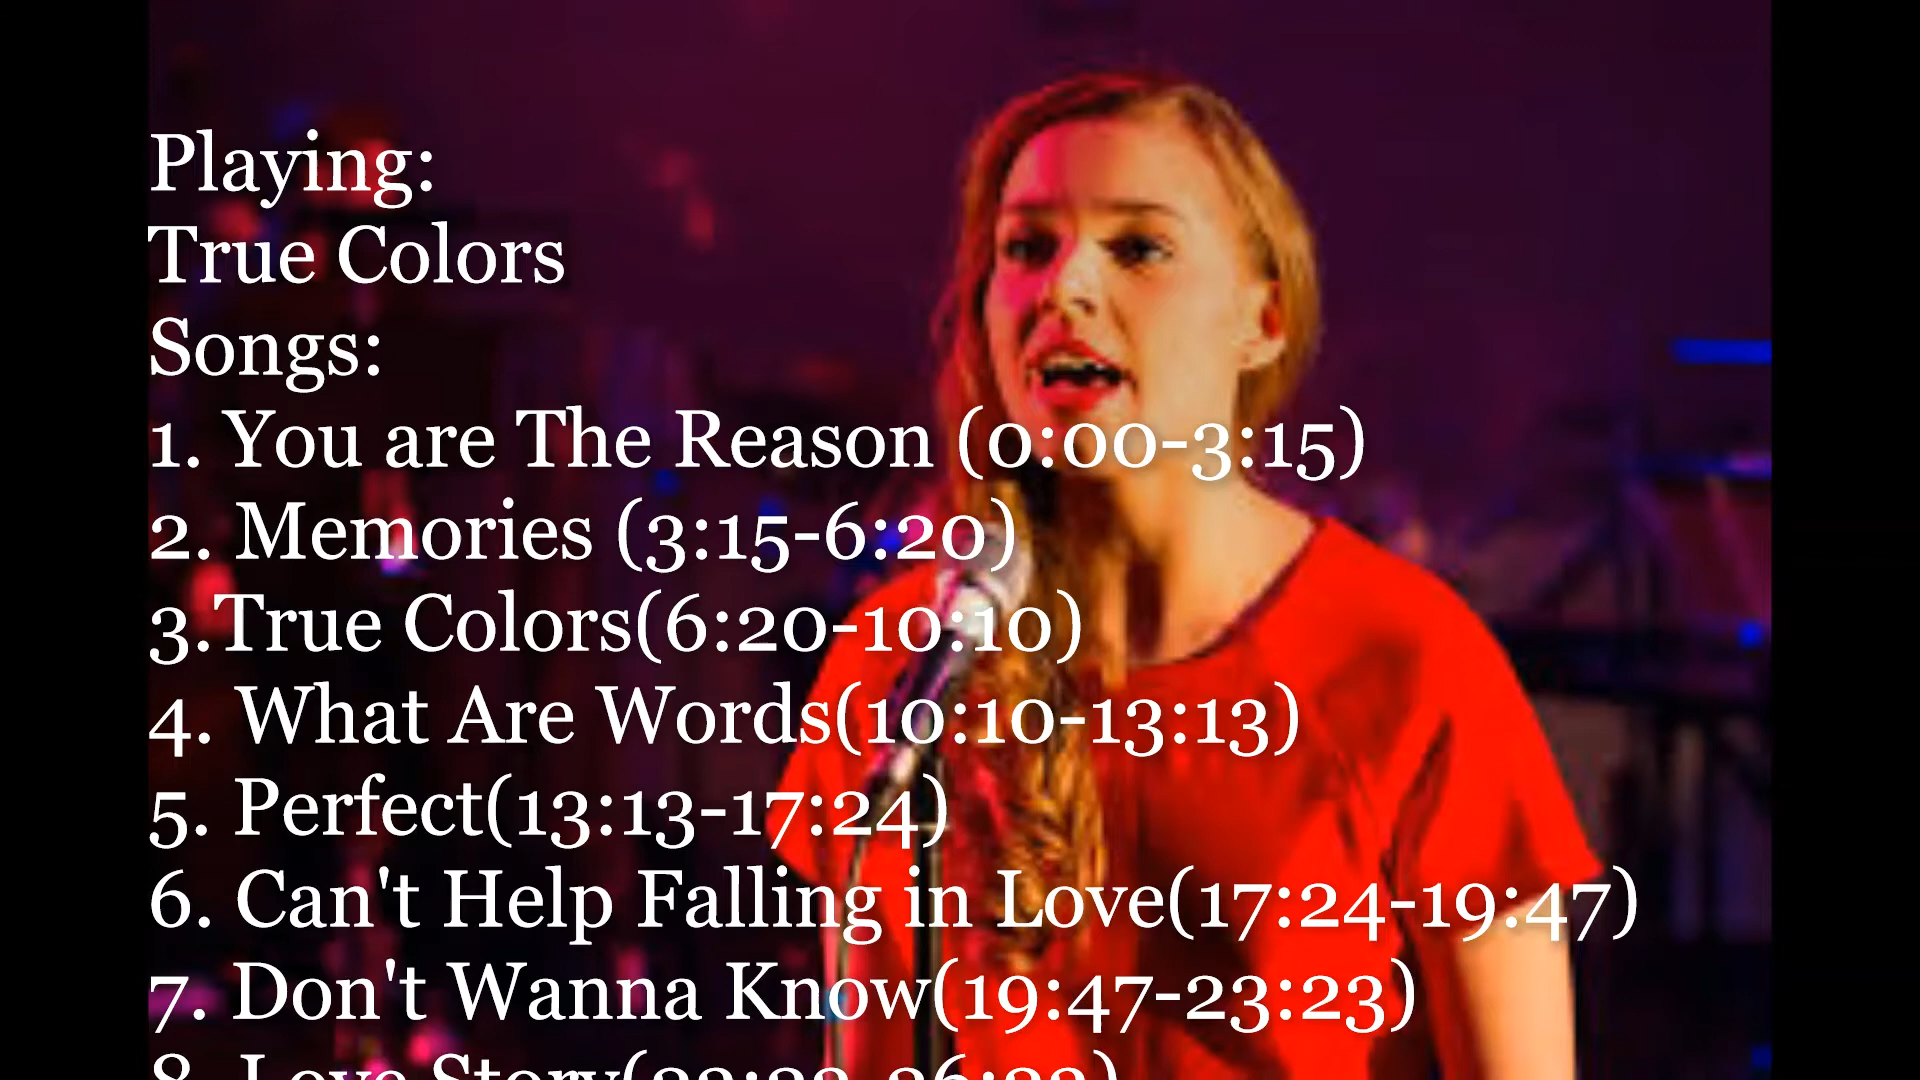 Playing:
True Colors
Songs:
1. You are The Reason (0:00-3:15)
2. Memories (3:15-6:20)
3.True Colors(6:20-10:10)
4. What Are Words(10:10-13:13)
5. Perfect(13:13-17:24)
6. Can't Help Falling in Love(17:24-19:47)
7. Don't Wanna Know(19:47-23:23)
8. Love Story(